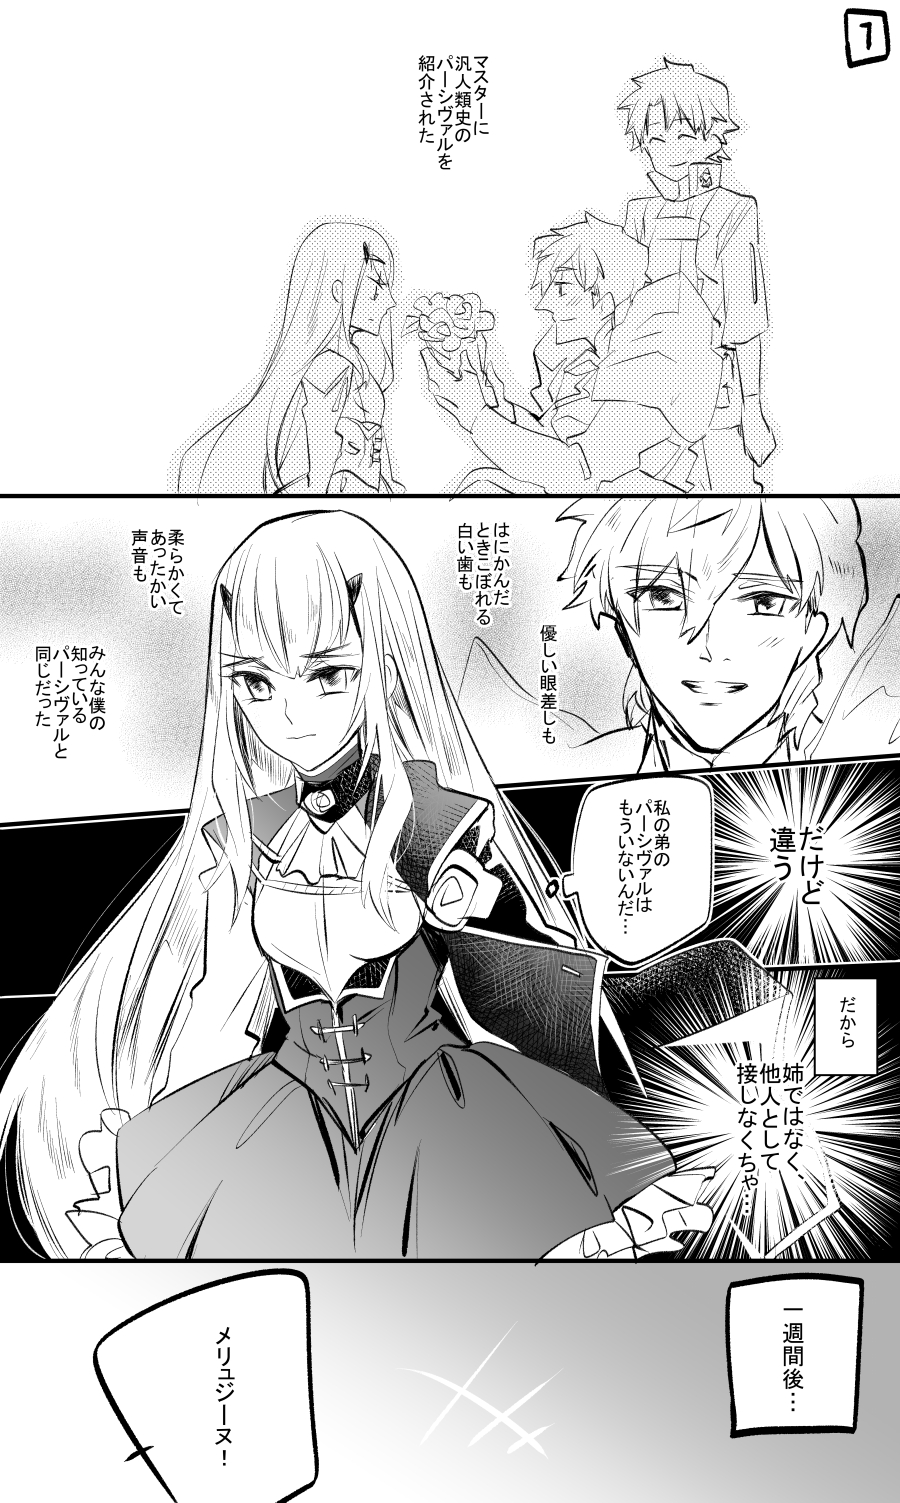 1
マスターに
汎人類史の
パーシヴァルを
紹介された
はにかんだ
ときこぼれる
白い歯も
優しい眼差しも
柔らかくて
あったかい
声音も
みんな僕の
知っている
パーシヴァルと
同じだった
だけど
違う
私の弟の
パーシヴァルは
もういないんだ…
だから
姉ではなく、
他人として
接しなくちゃ…
一週間後…
メリュジーヌ！